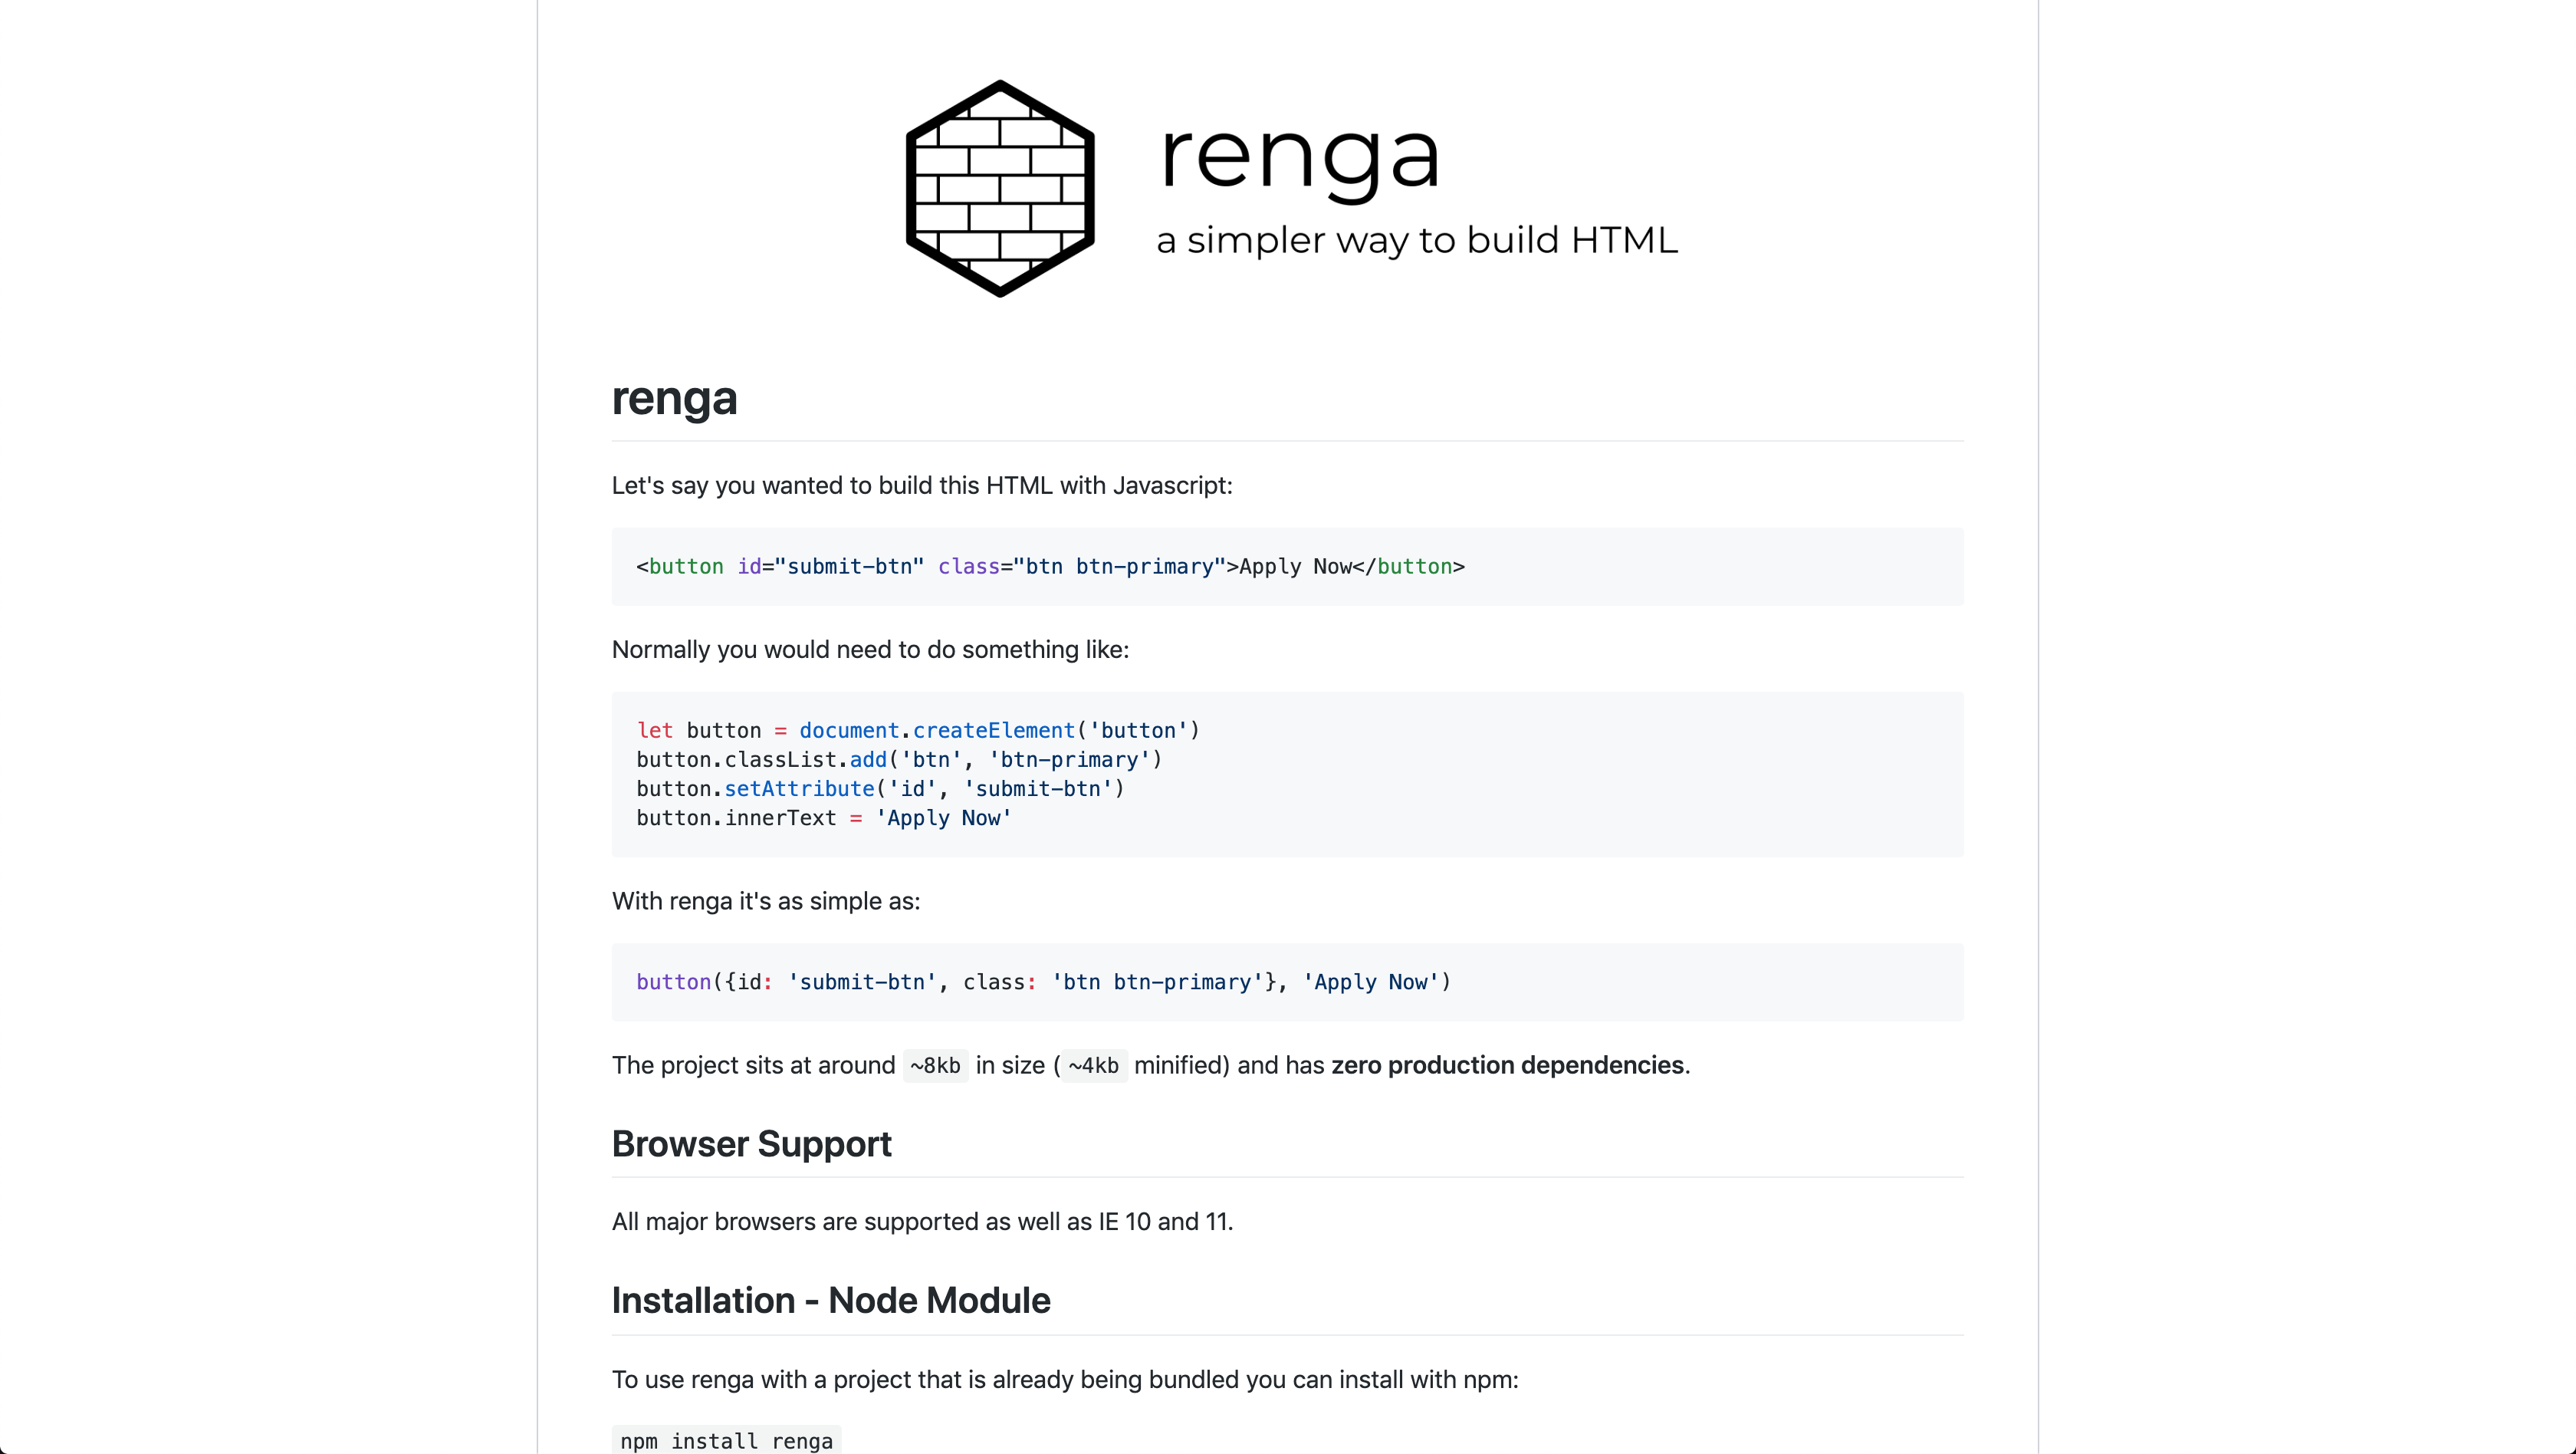 renga
a simpler way to build HTML
renga
Let's say you wanted to build this HTML with Javascript:
<button id="submit-btn" class="btn btn-primary">Apply Now</button>
Normally you would need to do something like:
let button = document.createElement('button')
button.classList.add('btn', 'btn-primary')
button.setAttribute('id', 'submit-btn')
button.innerText = 'Apply Now'
With renga it's as simple as:
button({id: 'submit-btn', class: 'btn btn-primary'}, 'Apply Now')
The project sits at around ~8kb in size ( ~4kb minified) and has zero production dependencies.
Browser Support
All major browsers are supported as well as IE 10 and 11.
Installation - Node Module
To use renga with a project that is already being bundled you can install with npm:
npm install renga